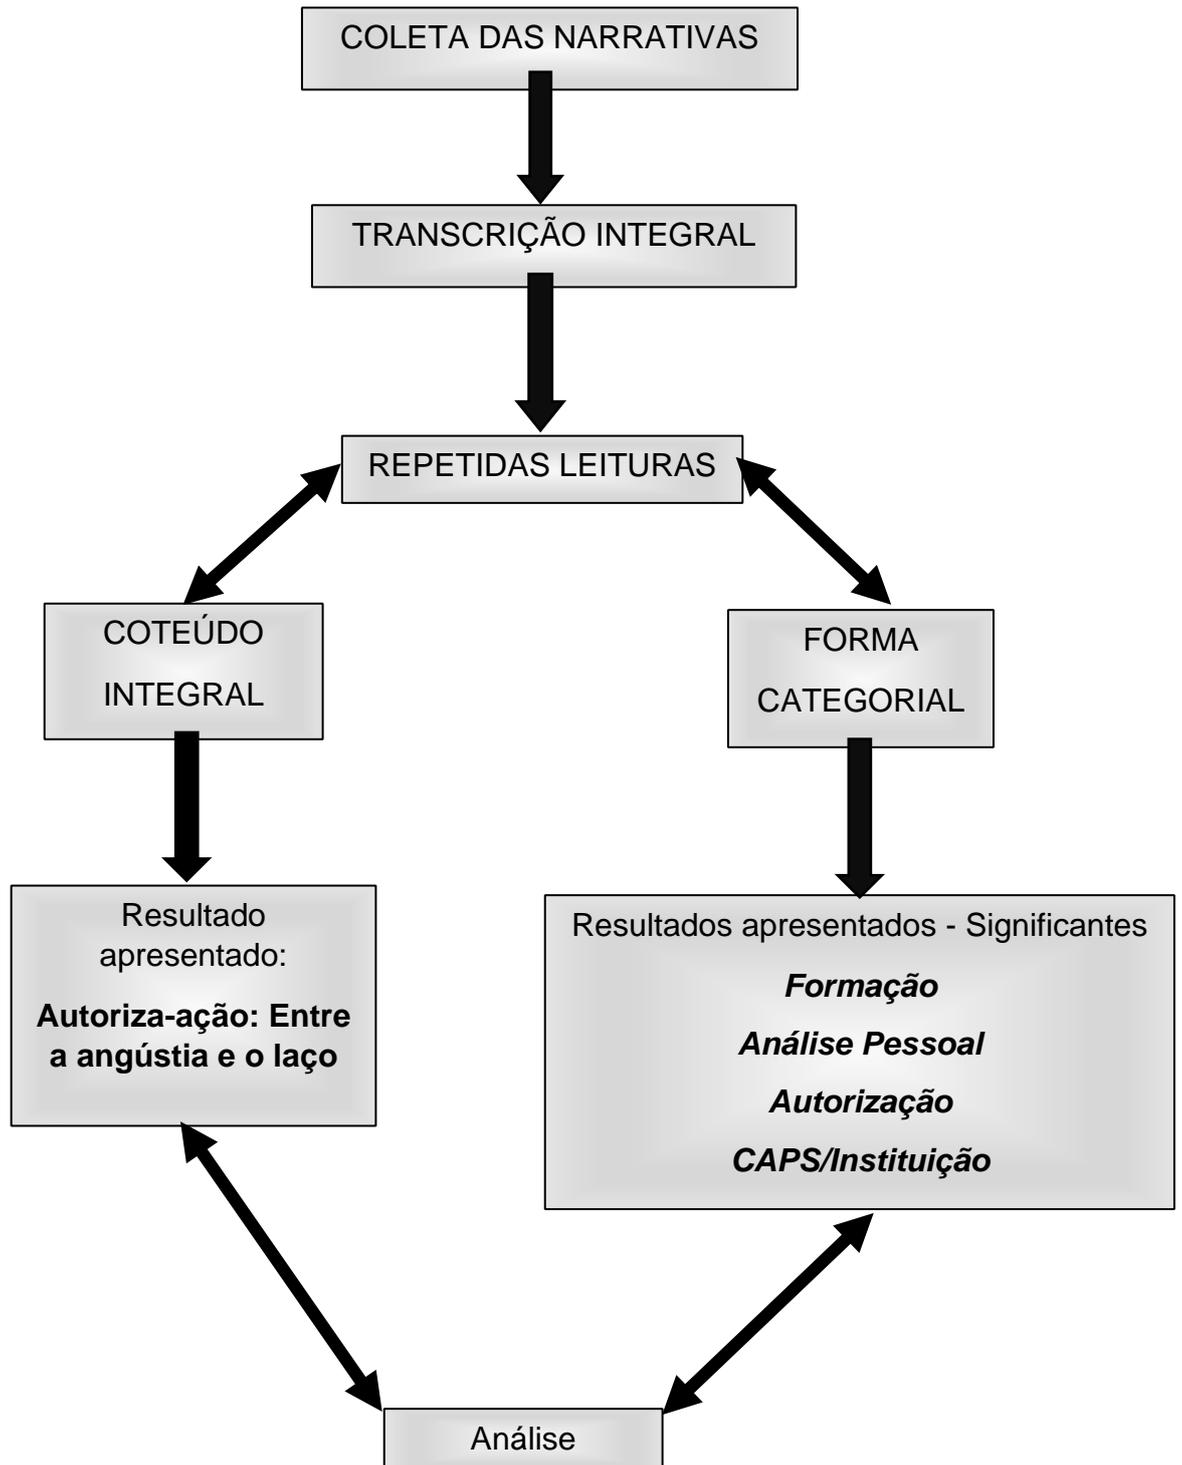 COLETA DAS NARRATIVAS
TRANSCRIÇÃO INTEGRAL
REPETIDAS LEITURAS
COTEÚDO
INTEGRAL
FORMA
CATEGORIAL
Resultado
apresentado:
Autoriza-ação: Entre
a angústia e o laço
Resultados apresentados - Significantes
Formação
Análise Pessoal
Autorização
CAPS/Instituição
Análise